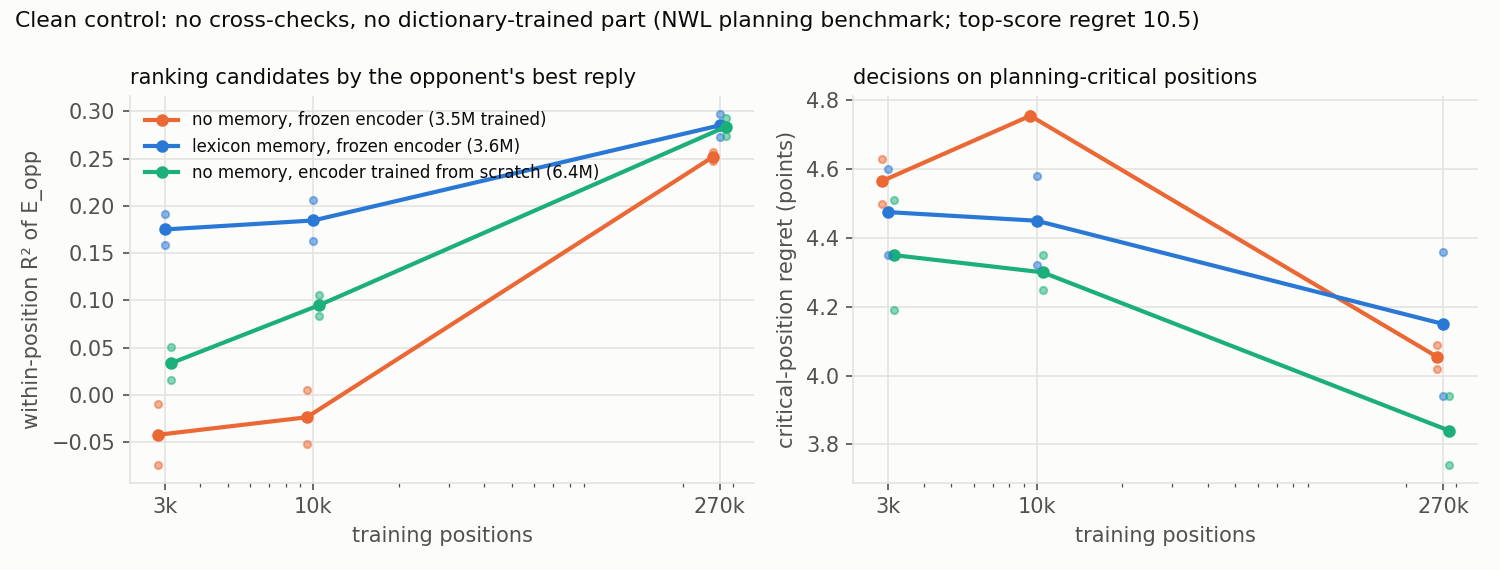 Clean control: no cross-checks, no dictionary-trained part (NWL planning benchmark; top-score regret 10.5)
ranking candidates by the opponent's best reply
within-position R² of E_opp
0.30
0.25
0.20
0.15
0.10
0.05
0.00
−0.05
no memory, frozen encoder (3.5M trained)
lexicon memory, frozen encoder (3.6M)
no memory, encoder trained from scratch (6.4M)
3k
10k
270k
training positions
decisions on planning-critical positions
critical-position regret (points)
4.8
4.6
4.4
4.2
4.0
3.8
3k
10k
270k
training positions